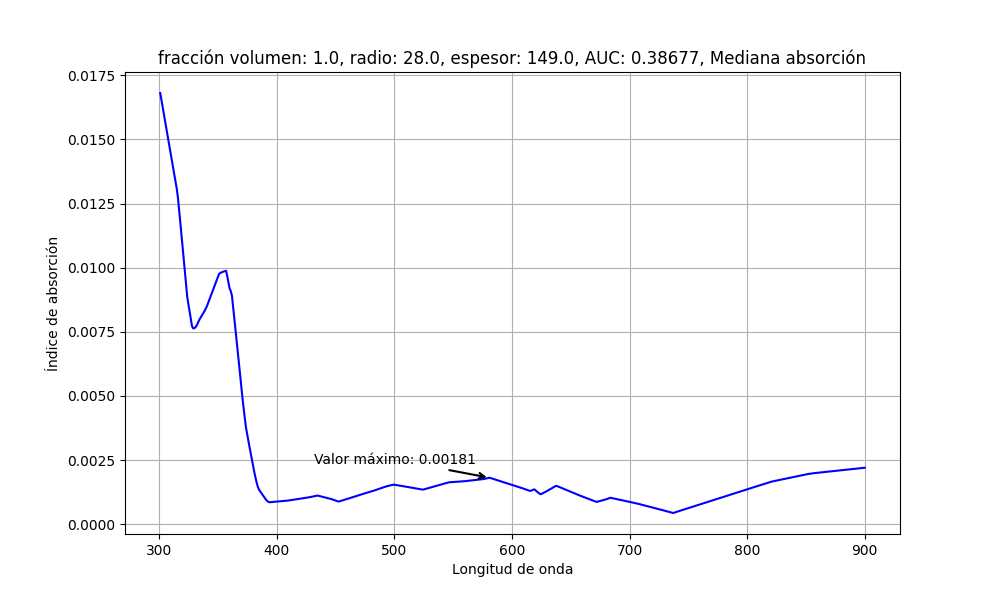 fracción volumen: 1.0, radio: 28.0, espesor: 149.0, AUC: 0.38677, Mediana absorción
0.0175
0.0150
0.0125
0.0100
0.0075
0.0050
0.0025
0.0000
Índice de absorción
Valor máximo: 0.00181
300 400 500 600 700 800 900
Longitud de onda